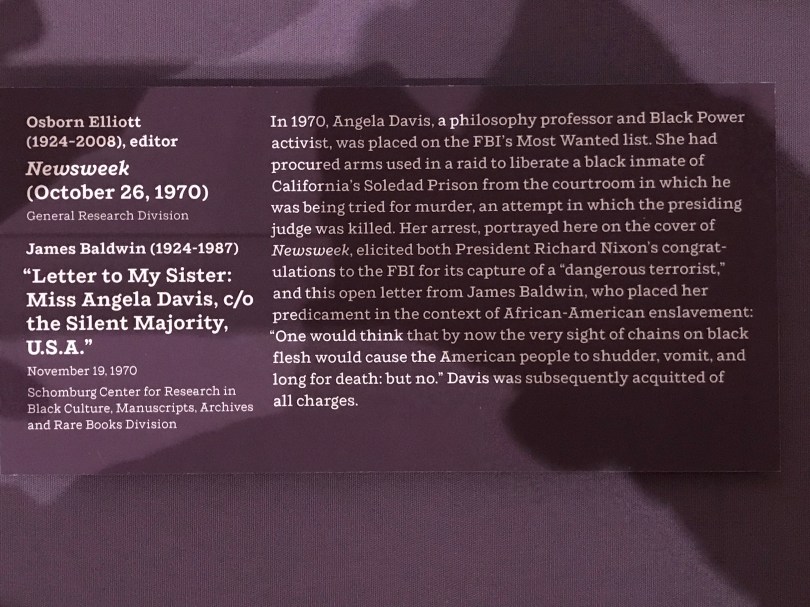 Osborn Elliott
(1924-2008), editor
Newsweek
(October 26, 1970)
General Research Division
James Baldwin (1924-1987)
“Letter to My Sister:
Miss Angela Davis, c/o
the Silent Majority,
U.S.A.”
November 19, 1970
Schomburg Center for Research in
Black Culture, Manuscripts, Archives
and Rare Books Division
In 1970, Angela Davis, a philosophy professor and Black Power
activist, was placed on the FBI’s Most Wanted list. She had
procured arms used in a raid to liberate a black inmate of
California’s Soledad Prison from the courtroom in which he
was being tried for murder, an attempt in which the presiding
judge was killed. Her arrest, portrayed here on the cover of
Newsweek, elicited both President Richard Nixon’s congrat-
ulations to the FBI for its capture of a “dangerous terrorist,”
and this open letter from James Baldwin, who placed her
predicament in the context of African-American enslavement:
“One would think that by now the very sight of chains on black
flesh would cause the American people to shudder, vomit, and
long for death: but no.” Davis was subsequently acquitted of
all charges.